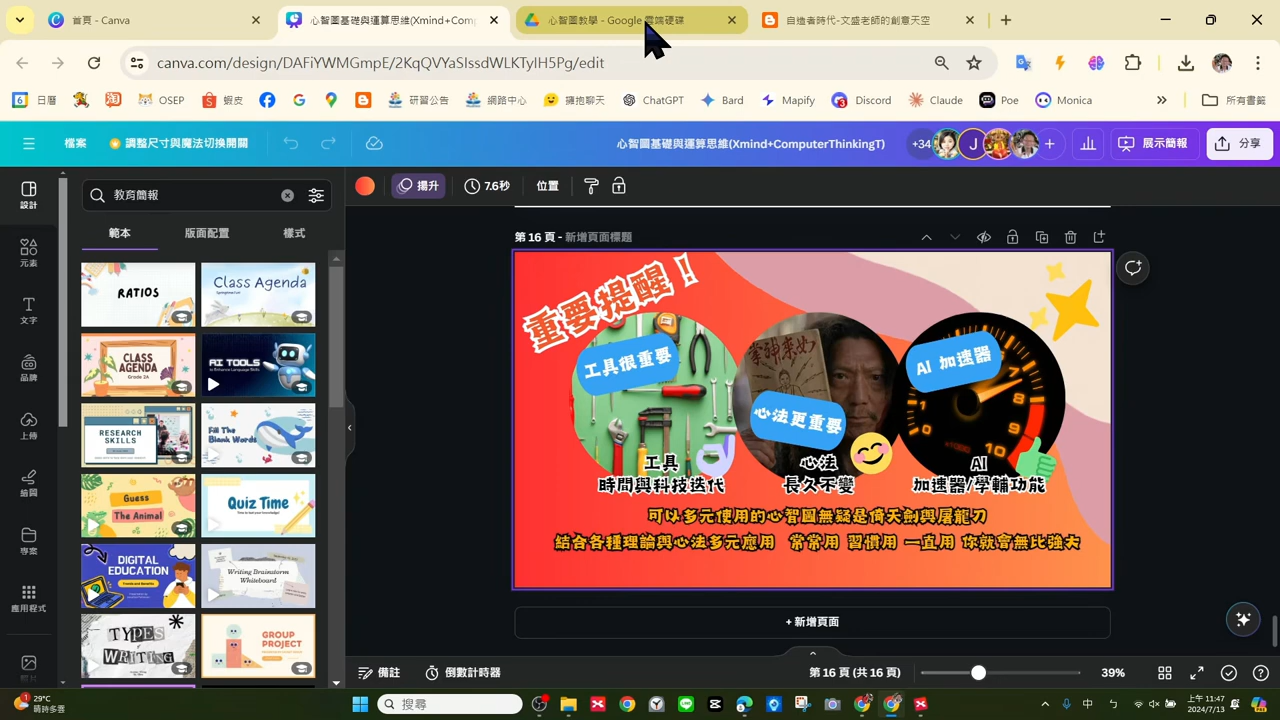 首頁 - Canva
心智圖基礎與運算思維(Xmind+Comp
心智圖教學 - Google 雲端硬碟
自造者時代-文盛老師的創意天空
canva.com/design/DAFiYWMGmpE/2KqQVYaSIssdWLKTyIH5Pg/edit
日曆
淘
OSEP
蝦皮
研習公告
網路中心
擁抱聊天
ChatGPT
Bard
Mapify
Discord
Claude
Poe
Monica
所有書籤
檔案
調整尺寸與魔法切換開關
心智圖基礎與運算思維(Xmind+ComputerThinkingT)
+34
J
展示簡報
分享
設計
元素
文字
品牌
上傳
繪圖
專案
應用程式
教育簡報
範本
版面配置
樣式
RATIOS
Class Agenda
CLASS
AGENDA
Grade 2A
AI TOOLS
RESEARCH
SKILLS
Fill The
Blank Words
Guess
The Animal
Quiz Time
DIGITAL
EDUCATION
Writing Brainstorm
Whiteboard
TYPES
WRITING
GROUP
PROJECT
揚升
7.6秒
位置
第 16 頁 - 新增頁面標題
重要提醒!
工具很重要
心法更重要
AI 加速器
7
8
9
10
工具
時間與科技迭代
心法
長久不變
AI
加速器/學輔功能
可以多元使用的心智圖無疑是倚天劍與屠龍刀
結合各種理論與心法多元應用 常常用 習慣用 一直用 你就會無比強大
+ 新增頁面
備註
倒數計時器
第 16 頁 (共 16 頁)
39%
29°C
晴時多雲
搜尋
中
上午 11:47
2024/7/13